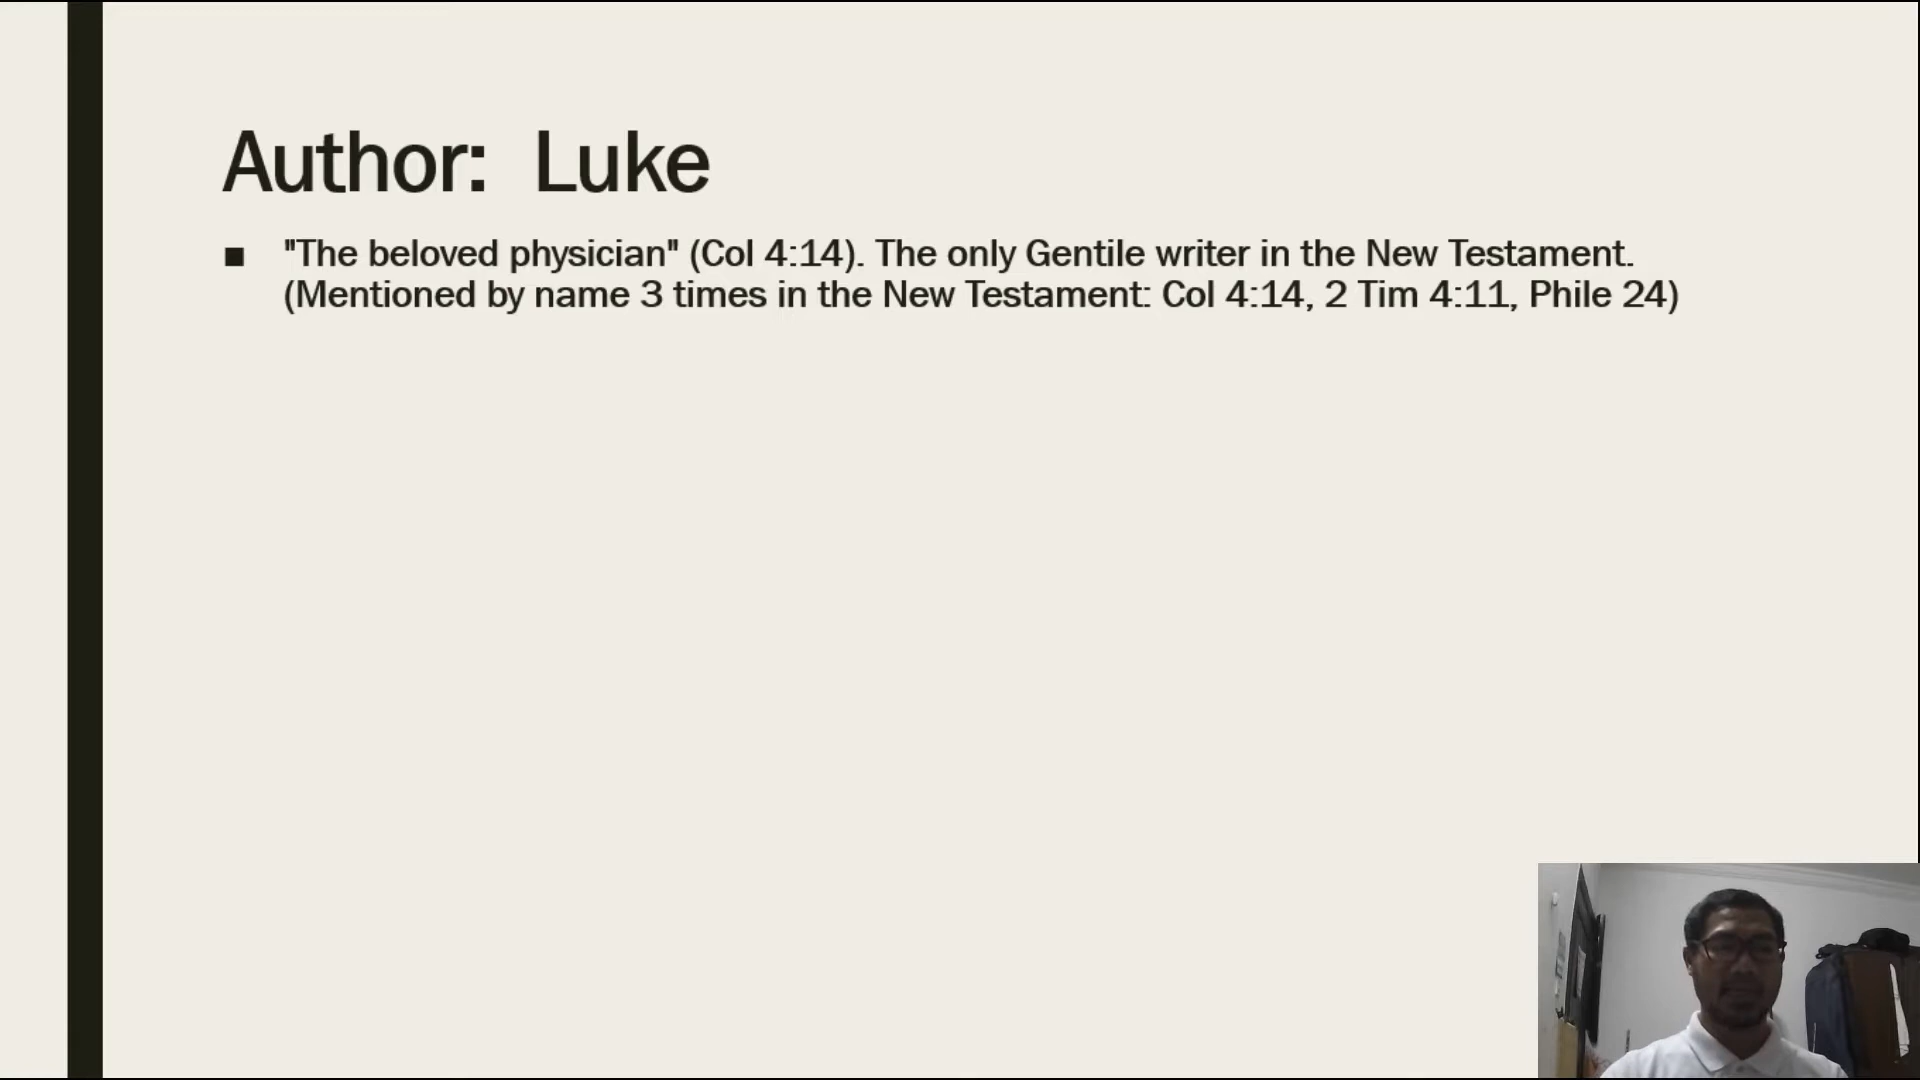 Author: Luke
■ "The beloved physician" (Col 4:14). The only Gentile writer in the New Testament.
(Mentioned by name 3 times in the New Testament: Col 4:14, 2 Tim 4:11, Phile 24)